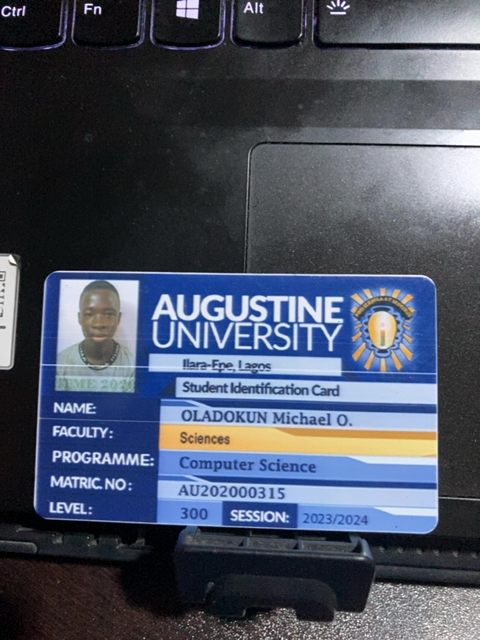 Ctrl
Fn
Alt
AUGUSTINE
UNIVERSITY
Ilara-Epe, Lagos
Student Identification Card
NAME: OLADOKUN Michael O.
FACULTY: Sciences
PROGRAMME: Computer Science
MATRIC. NO : AU202000315
LEVEL: 300 SESSION: 2023/2024